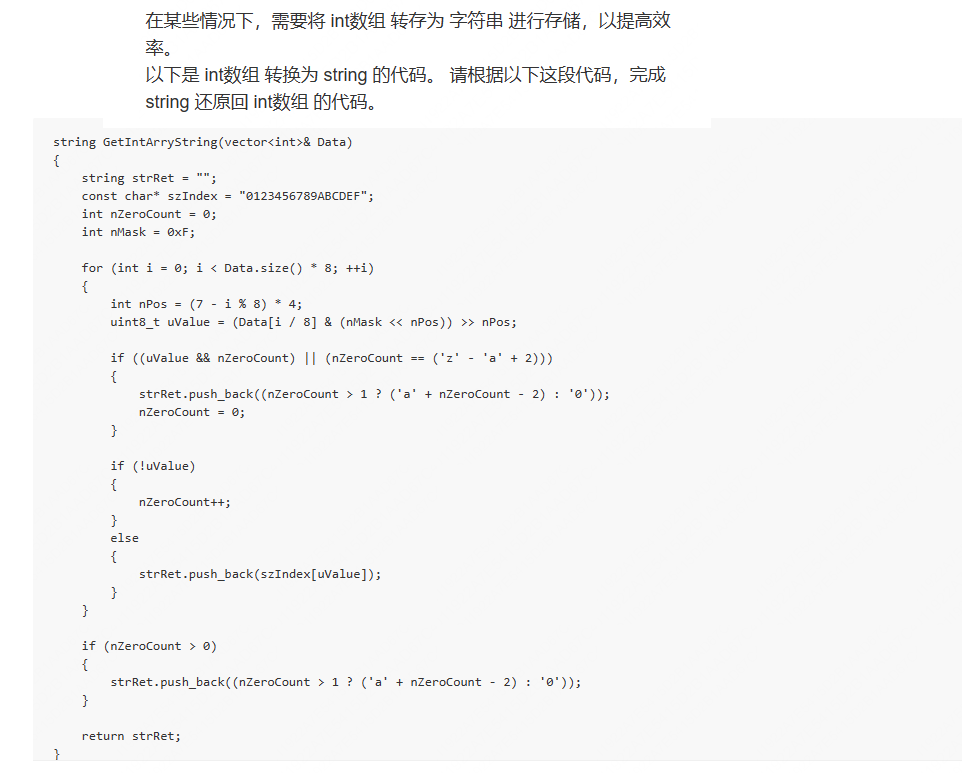 在某些情况下，需要将 int数组 转存为 字符串 进行存储，以提高效
率。
以下是 int数组 转换为 string 的代码。 请根据以下这段代码，完成
string 还原回 int数组 的代码。
string GetIntArryString(vector<int>& Data)
{
    string strRet = "";
    const char* szIndex = "0123456789ABCDEF";
    int nZeroCount = 0;
    int nMask = 0xF;

    for (int i = 0; i < Data.size() * 8; ++i)
    {
        int nPos = (7 - i % 8) * 4;
        uint8_t uValue = (Data[i / 8] & (nMask << nPos)) >> nPos;

        if ((uValue && nZeroCount) || (nZeroCount == ('z' - 'a' + 2)))
        {
            strRet.push_back((nZeroCount > 1 ? ('a' + nZeroCount - 2) : '0'));
            nZeroCount = 0;
        }

        if (!uValue)
        {
            nZeroCount++;
        }
        else
        {
            strRet.push_back(szIndex[uValue]);
        }
    }

    if (nZeroCount > 0)
    {
        strRet.push_back((nZeroCount > 1 ? ('a' + nZeroCount - 2) : '0'));
    }

    return strRet;
}